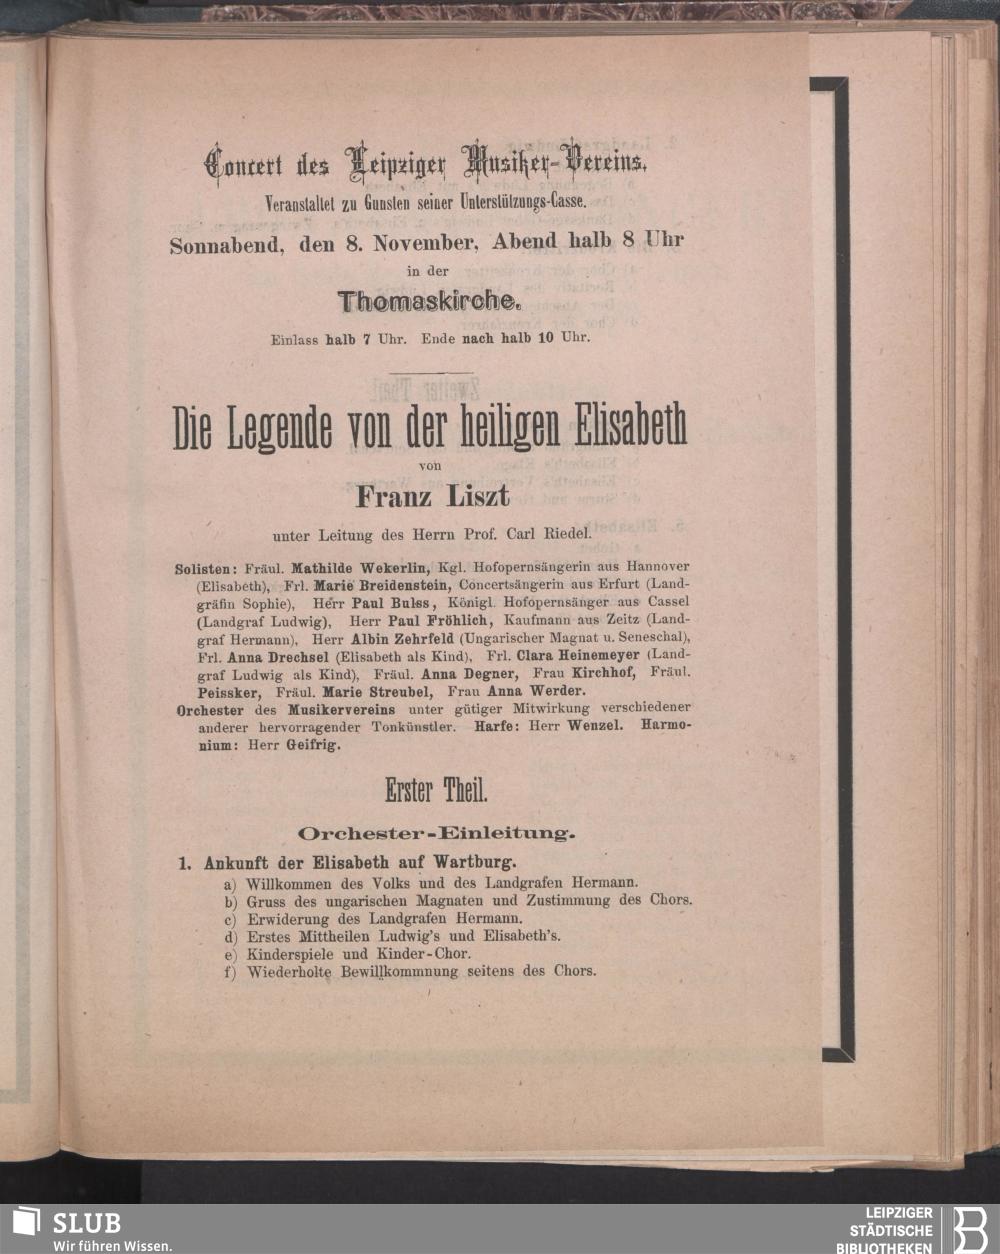 Concert des Leipziger Musiker-Vereins.
Veranstaltet zu Gunsten seiner Unterstützungs-Casse.
Sonnabend, den 8. November, Abend halb 8 Uhr
in der
Thomaskirche.
Einlass halb 7 Uhr. Ende nach halb 10 Uhr.
Die Legende von der heiligen Elisabeth
von
Franz Liszt
unter Leitung des Herrn Prof. Carl Riedel.
Solisten: Fräul. Mathilde Wekerlin, Kgl. Hofopernsängerin aus Hannover
(Elisabeth), Frl. Marie Breidenstein, Concertsängerin aus Erfurt (Land-
gräfin Sophie), Herr Paul Bulss, Königl. Hofopernsänger aus Cassel
(Landgraf Ludwig), Herr Paul Fröhlich, Kaufmann aus Zeitz (Land-
graf Hermann), Herr Albin Zehrfeld (Ungarischer Magnat u. Seneschal),
Frl. Anna Drechsel (Elisabeth als Kind), Frl. Clara Heinemeyer (Land-
graf Ludwig als Kind), Fräul. Anna Degner, Frau Kirchhof, Fräul.
Peissker, Fräul. Marie Streubel, Frau Anna Werder.
Orchester des Musikervereins unter gütiger Mitwirkung verschiedener
anderer hervorragender Tonkünstler. Harfe: Herr Wenzel. Harmo-
nium: Herr Geifrig.
Erster Theil.
Orchester-Einleitung.
1. Ankunft der Elisabeth auf Wartburg.
a) Willkommen des Volks und des Landgrafen Hermann.
b) Gruss des ungarischen Magnaten und Zustimmung des Chors.
c) Erwiderung des Landgrafen Hermann.
d) Erstes Mittheilen Ludwig's und Elisabeth's.
e) Kinderspiele und Kinder-Chor.
f) Wiederholte Bewillkommnung seitens des Chors.
SLUB
Wir führen Wissen.
LEIPZIGER
STÄDTISCHE
BIBLIOTHEKEN